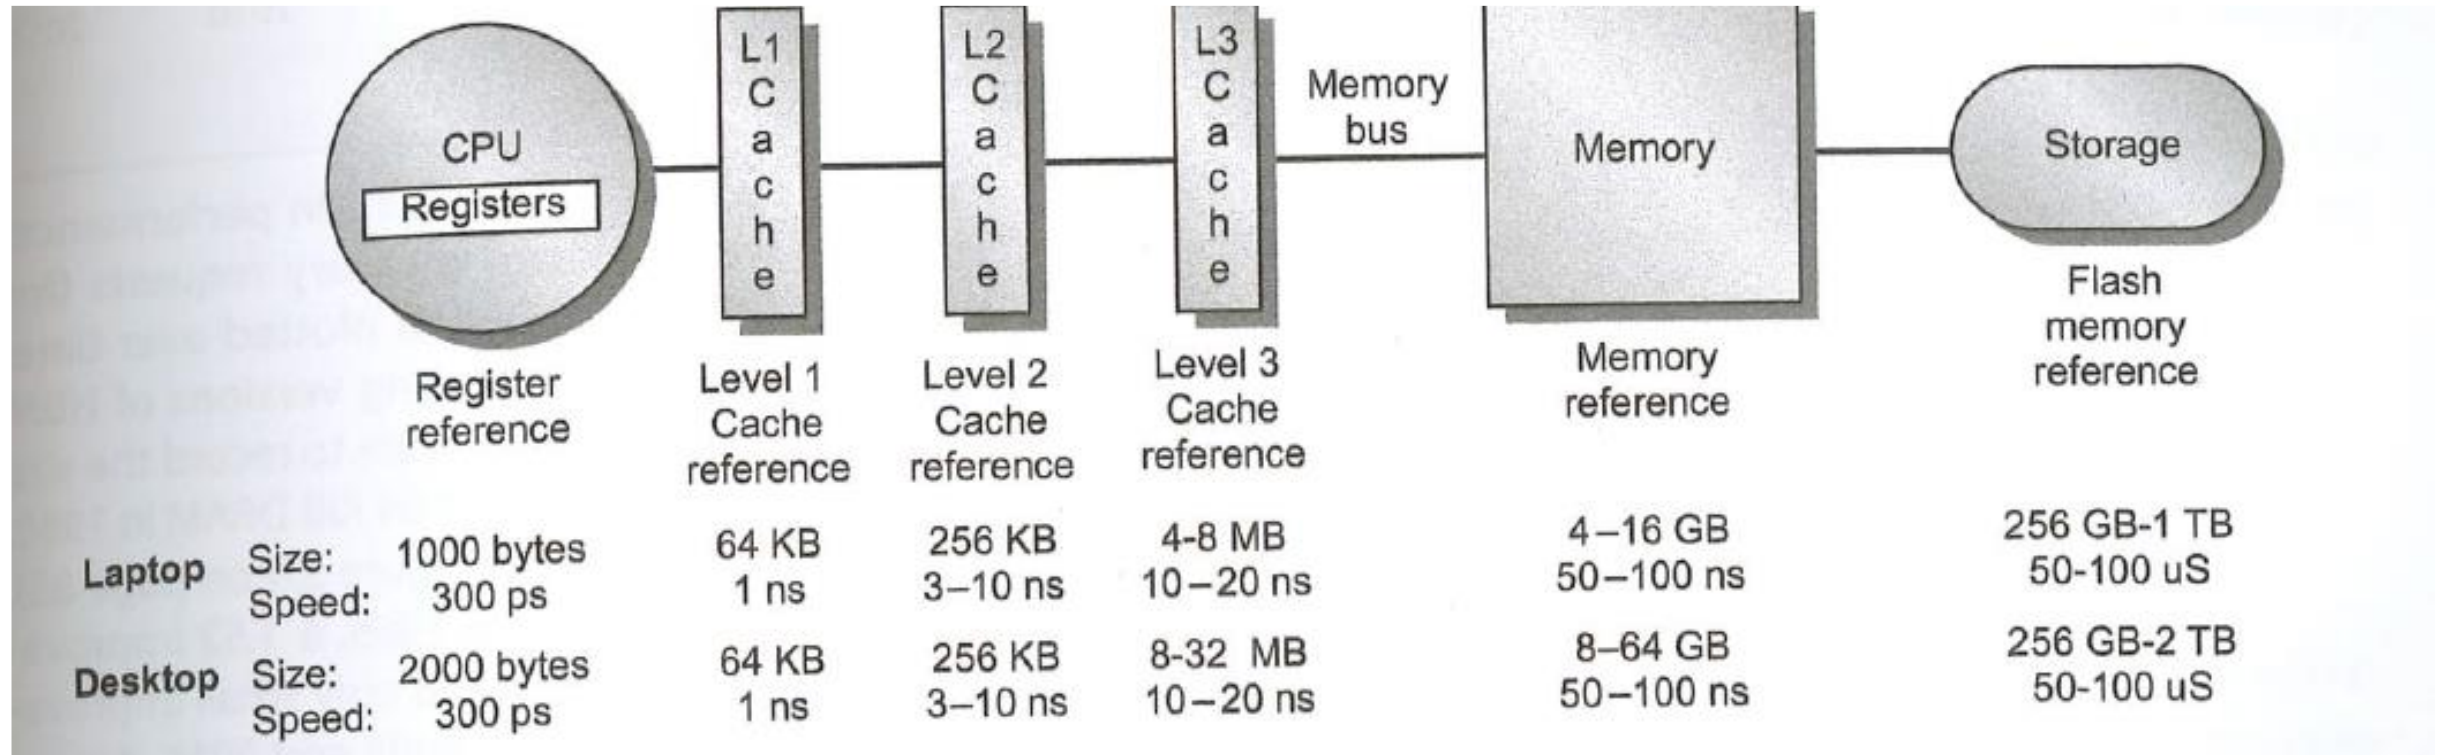 CPU
Registers
L1
C
a
c
h
e
L2
C
a
c
h
e
L3
C
a
c
h
e
Memory
bus
Memory
Storage
Register
reference
Level 1
Cache
reference
Level 2
Cache
reference
Level 3
Cache
reference
Memory
reference
Flash
memory
reference
Laptop Size: 1000 bytes 64 KB 256 KB 4-8 MB 4–16 GB 256 GB-1 TB
Speed: 300 ps 1 ns 3–10 ns 10–20 ns 50–100 ns 50-100 uS
Desktop Size: 2000 bytes 64 KB 256 KB 8-32 MB 8–64 GB 256 GB-2 TB
Speed: 300 ps 1 ns 3–10 ns 10–20 ns 50–100 ns 50-100 uS